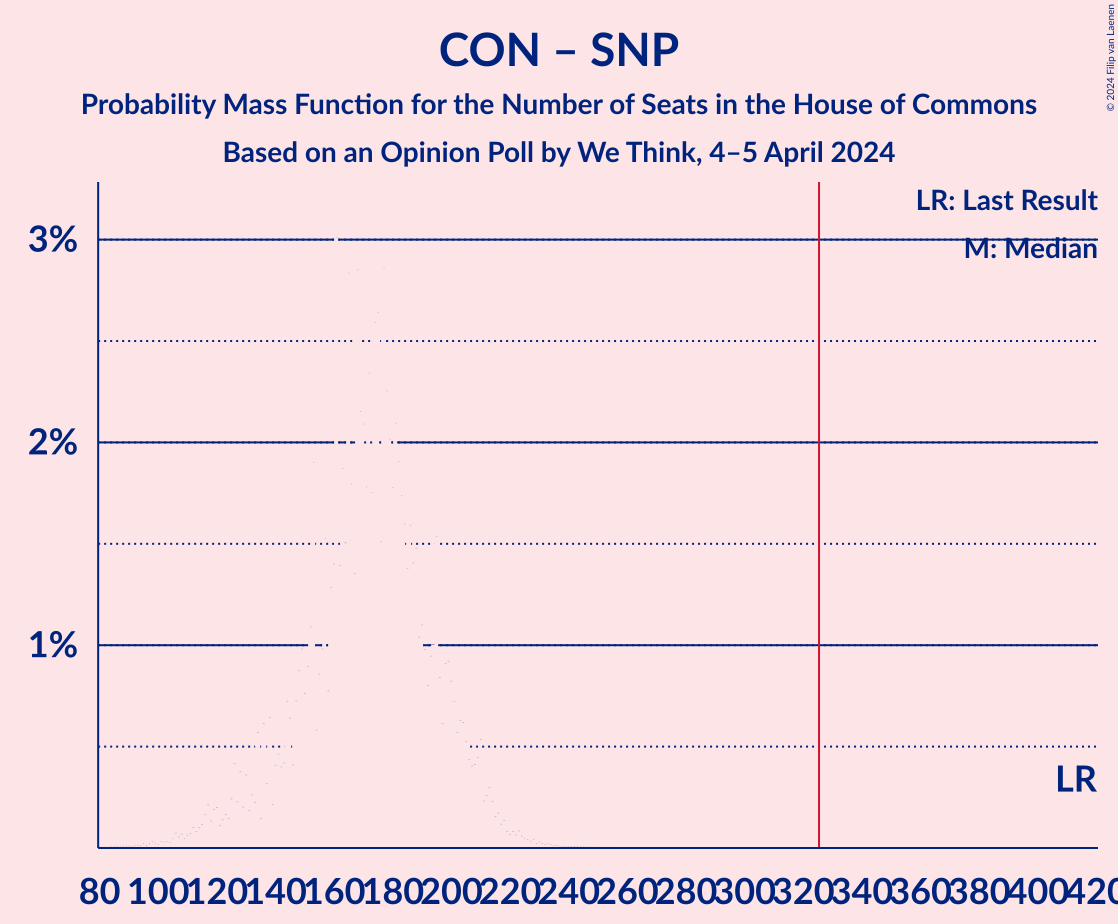 CON – SNP
Probability Mass Function for the Number of Seats in the House of Commons
Based on an Opinion Poll by We Think, 4–5 April 2024
© 2024 Filip van Laenen
LR: Last Result
M: Median
3%
2%
1%
LR
80 100 120 140 160 180 200 220 240 260 280 300 320 340 360 380 400 420